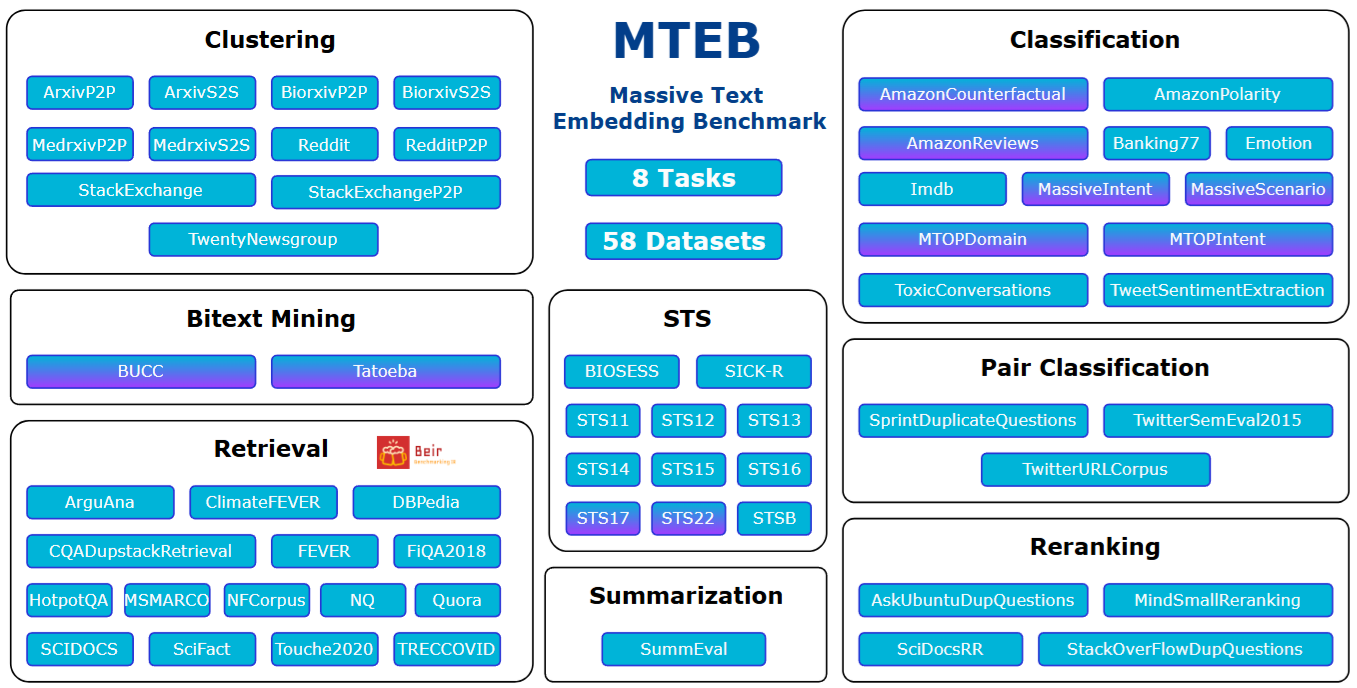 MTEB
Massive Text
Embedding Benchmark
8 Tasks
58 Datasets
Clustering
ArxivP2P
ArxivS2S
BiorxivP2P
BiorxivS2S
MedrxivP2P
MedrxivS2S
Reddit
RedditP2P
StackExchange
StackExchangeP2P
TwentyNewsgroup
Bitext Mining
BUCC
Tatoeba
Retrieval
Beir
Benchmarking IR
ArguAna
ClimateFEVER
DBPedia
CQADupstackRetrieval
FEVER
FiQA2018
HotpotQA
MSMARCO
NFCorpus
NQ
Quora
SCIDOCS
SciFact
Touche2020
TRECCOVID
STS
BIOSESS
SICK-R
STS11
STS12
STS13
STS14
STS15
STS16
STS17
STS22
STSB
Summarization
SummEval
Classification
AmazonCounterfactual
AmazonPolarity
AmazonReviews
Banking77
Emotion
Imdb
MassiveIntent
MassiveScenario
MTOPDomain
MTOPIntent
ToxicConversations
TweetSentimentExtraction
Pair Classification
SprintDuplicateQuestions
TwitterSemEval2015
TwitterURLCorpus
Reranking
AskUbuntuDupQuestions
MindSmallReranking
SciDocsRR
StackOverFlowDupQuestions